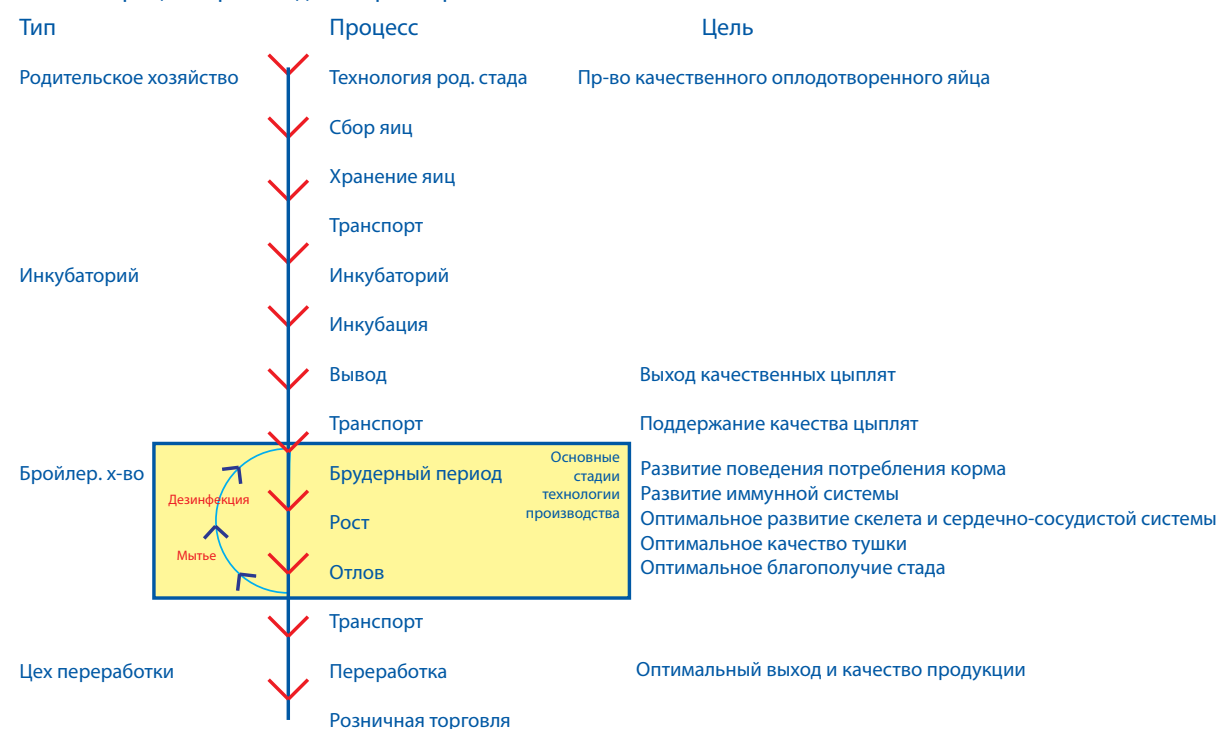 Тип Процесс Цель
Родительское хозяйство Технология род. стада Пр-во качественного оплодотворенного яйца
Сбор яиц
Хранение яиц
Транспорт
Инкубаторий Инкубаторий
Инкубация
Вывод Выход качественных цыплят
Транспорт Поддержание качества цыплят
Бройлер. х-во Брудерный период
Основные
стадии
технологии
производства
Развитие поведения потребления корма
Развитие иммунной системы
Дезинфекция
Рост
Оптимальное развитие скелета и сердечно-сосудистой системы
Оптимальное качество тушки
Мытье
Отлов
Оптимальное благополучие стада
Транспорт
Цех переработки Переработка Оптимальный выход и качество продукции
Розничная торговля